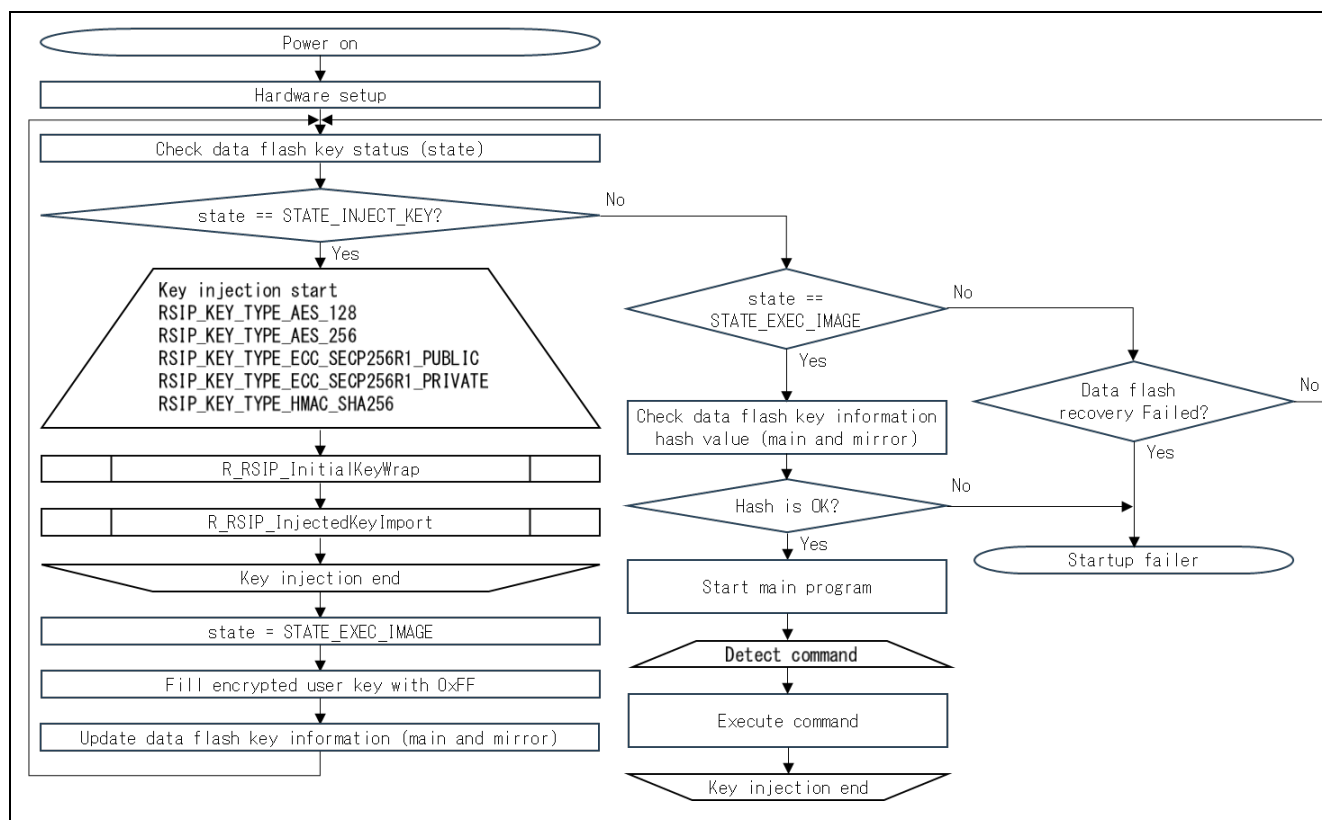 Power on
Hardware setup
Check data flash key status (state)
state == STATE_INJECT_KEY?
No
Yes
Key injection start
RSIP_KEY_TYPE_AES_128
RSIP_KEY_TYPE_AES_256
RSIP_KEY_TYPE_ECC_SECP256R1_PUBLIC
RSIP_KEY_TYPE_ECC_SECP256R1_PRIVATE
RSIP_KEY_TYPE_HMAC_SHA256
R_RSIP_InitialKeyWrap
R_RSIP_InjectedKeyImport
Key injection end
state = STATE_EXEC_IMAGE
Fill encrypted user key with 0xFF
Update data flash key information (main and mirror)
state ==
STATE_EXEC_IMAGE
No
Yes
Check data flash key information
hash value (main and mirror)
Hash is OK?
No
Yes
Start main program
Detect command
Execute command
Key injection end
Data flash
recovery Failed?
No
Yes
Startup failer